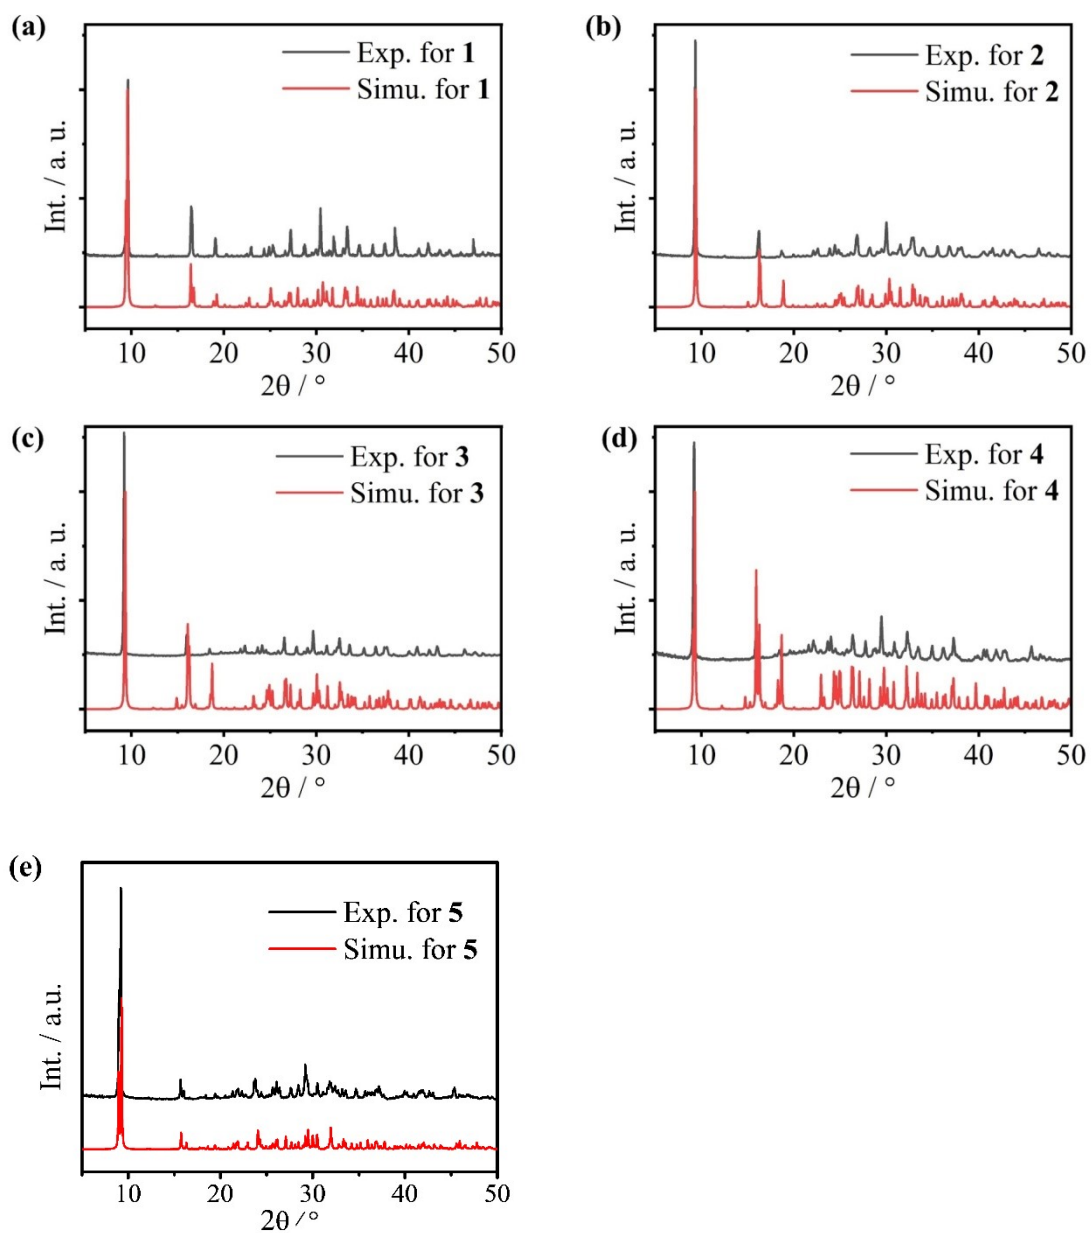 (a)
Exp. for 1
Simu. for 1
Int. / a. u.
10 20 30 40 50
2θ / °
(b)
Exp. for 2
Simu. for 2
Int. / a. u.
10 20 30 40 50
2θ / °
(c)
Exp. for 3
Simu. for 3
Int. / a. u.
10 20 30 40 50
2θ / °
(d)
Exp. for 4
Simu. for 4
Int. / a. u.
10 20 30 40 50
2θ / °
(e)
Exp. for 5
Simu. for 5
Int. / a.u.
10 20 30 40 50
2θ / °